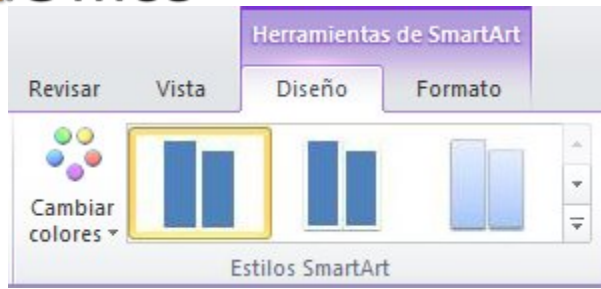 Herramientas de SmartArt
Revisar Vista Diseño Formato
Cambiar
colores
Estilos SmartArt